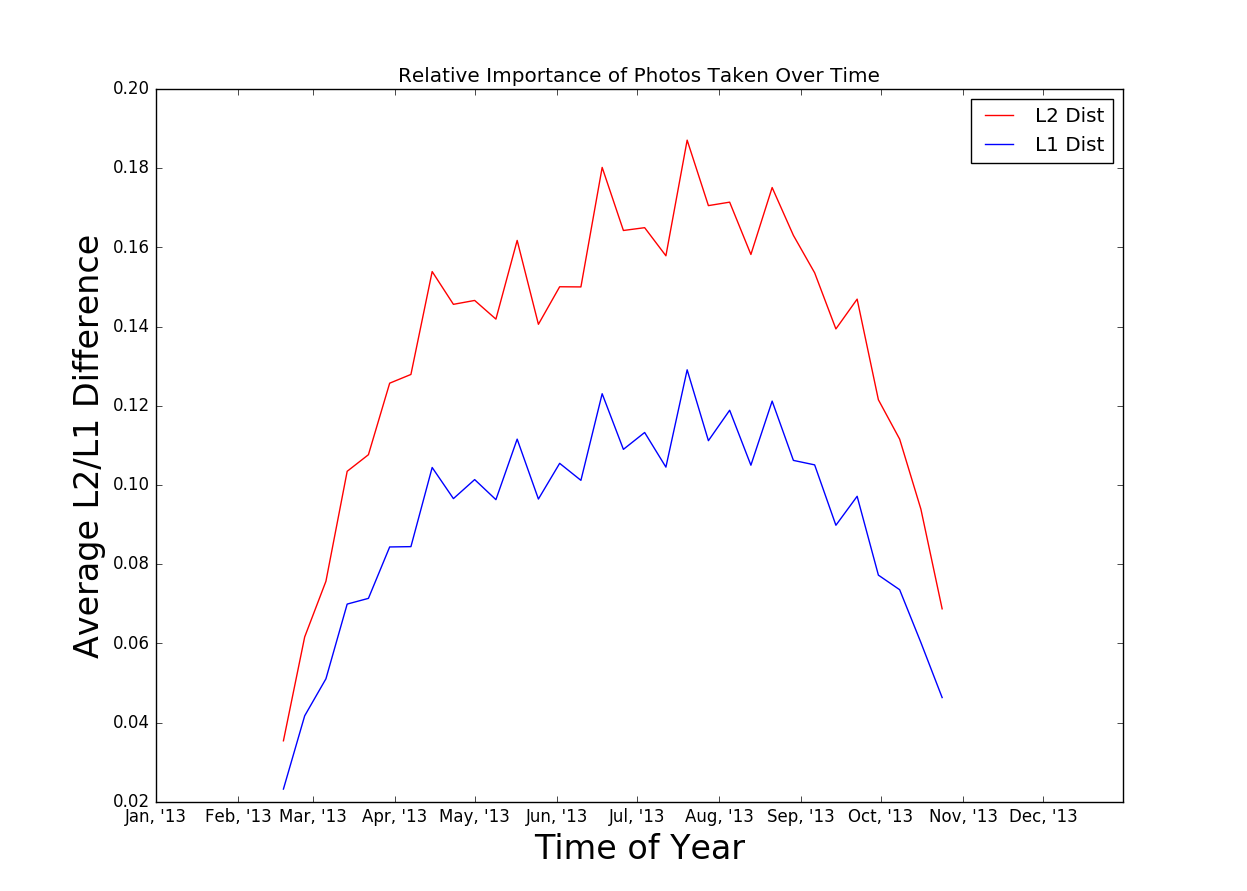 Relative Importance of Photos Taken Over Time
L2 Dist
L1 Dist
Average L2/L1 Difference
0.20
0.18
0.16
0.14
0.12
0.10
0.08
0.06
0.04
0.02
Jan, '13 Feb, '13 Mar, '13 Apr, '13 May, '13 Jun, '13 Jul, '13 Aug, '13 Sep, '13 Oct, '13 Nov, '13 Dec, '13
Time of Year